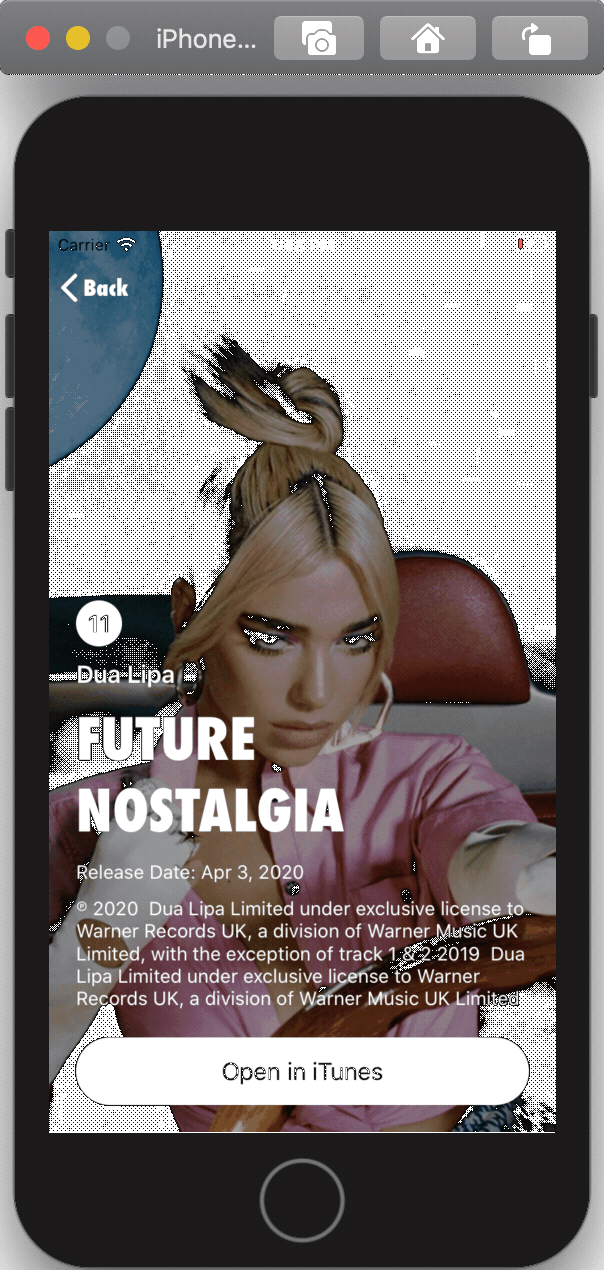 iPhone...
Carrier
Back
11
Dua Lipa
FUTURE
NOSTALGIA
Release Date: Apr 3, 2020
℗ 2020 Dua Lipa Limited under exclusive license to
Warner Records UK, a division of Warner Music UK
Limited, with the exception of track 1 & 2 2019 Dua
Lipa Limited under exclusive license to Warner
Records UK, a division of Warner Music UK Limited
Open in iTunes